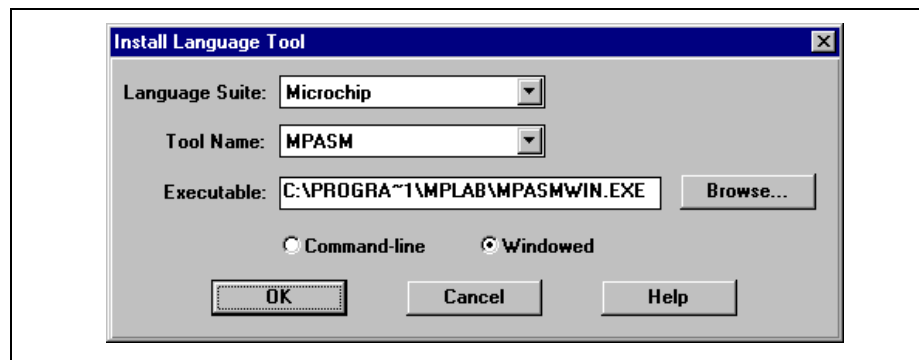 Install Language Tool
Language Suite: Microchip
Tool Name: MPASM
Executable: C:\PROGRA~1\MPLAB\MPASMWIN.EXE Browse...
Command-line Windowed
OK Cancel Help